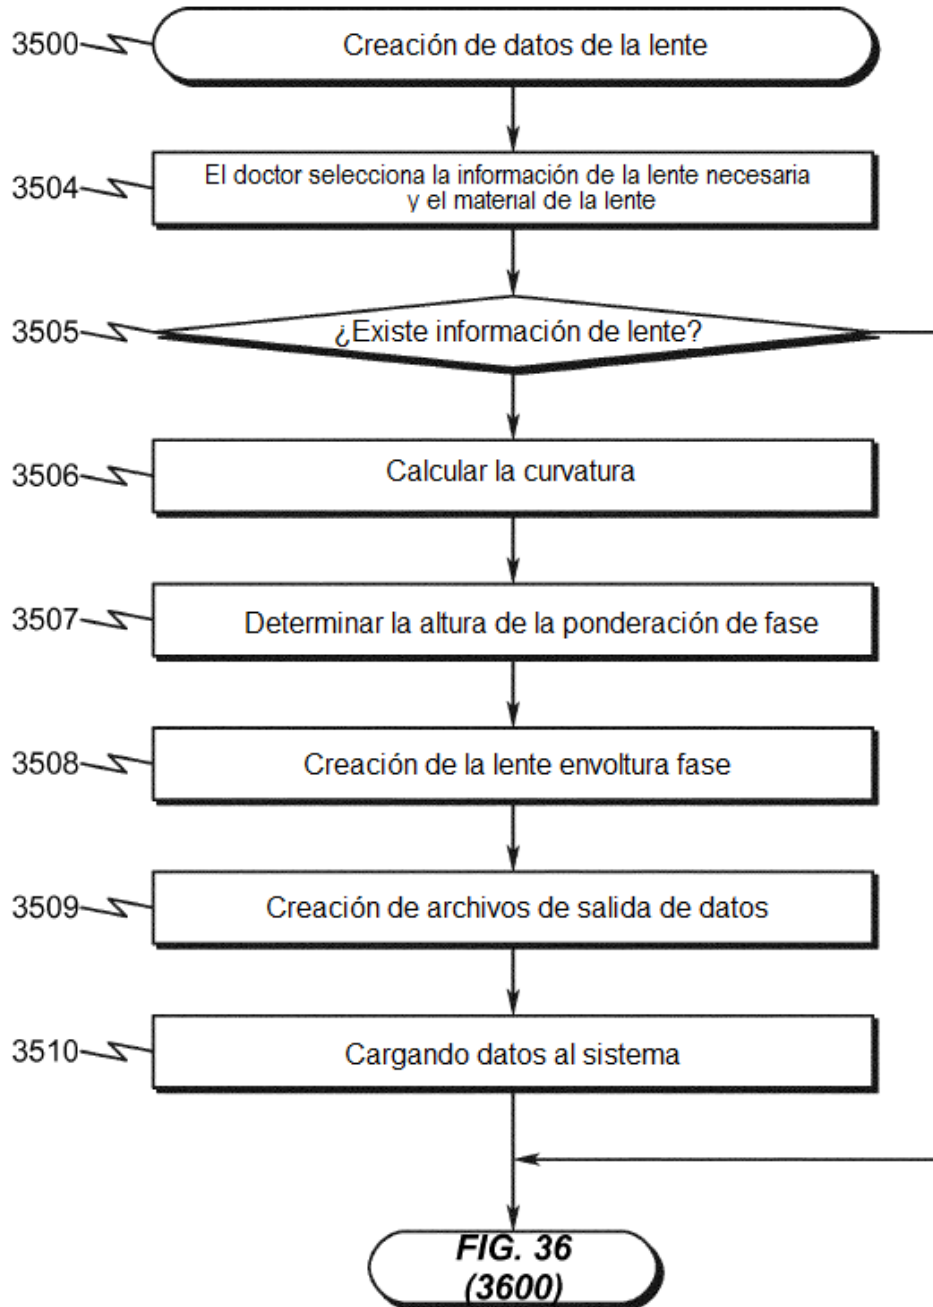 3500
Creación de datos de la lente
3504
El doctor selecciona la información de la lente necesaria
y el material de la lente
3505
¿Existe información de lente?
3506
Calcular la curvatura
3507
Determinar la altura de la ponderación de fase
3508
Creación de la lente envoltura fase
3509
Creación de archivos de salida de datos
3510
Cargando datos al sistema
FIG. 36
(3600)